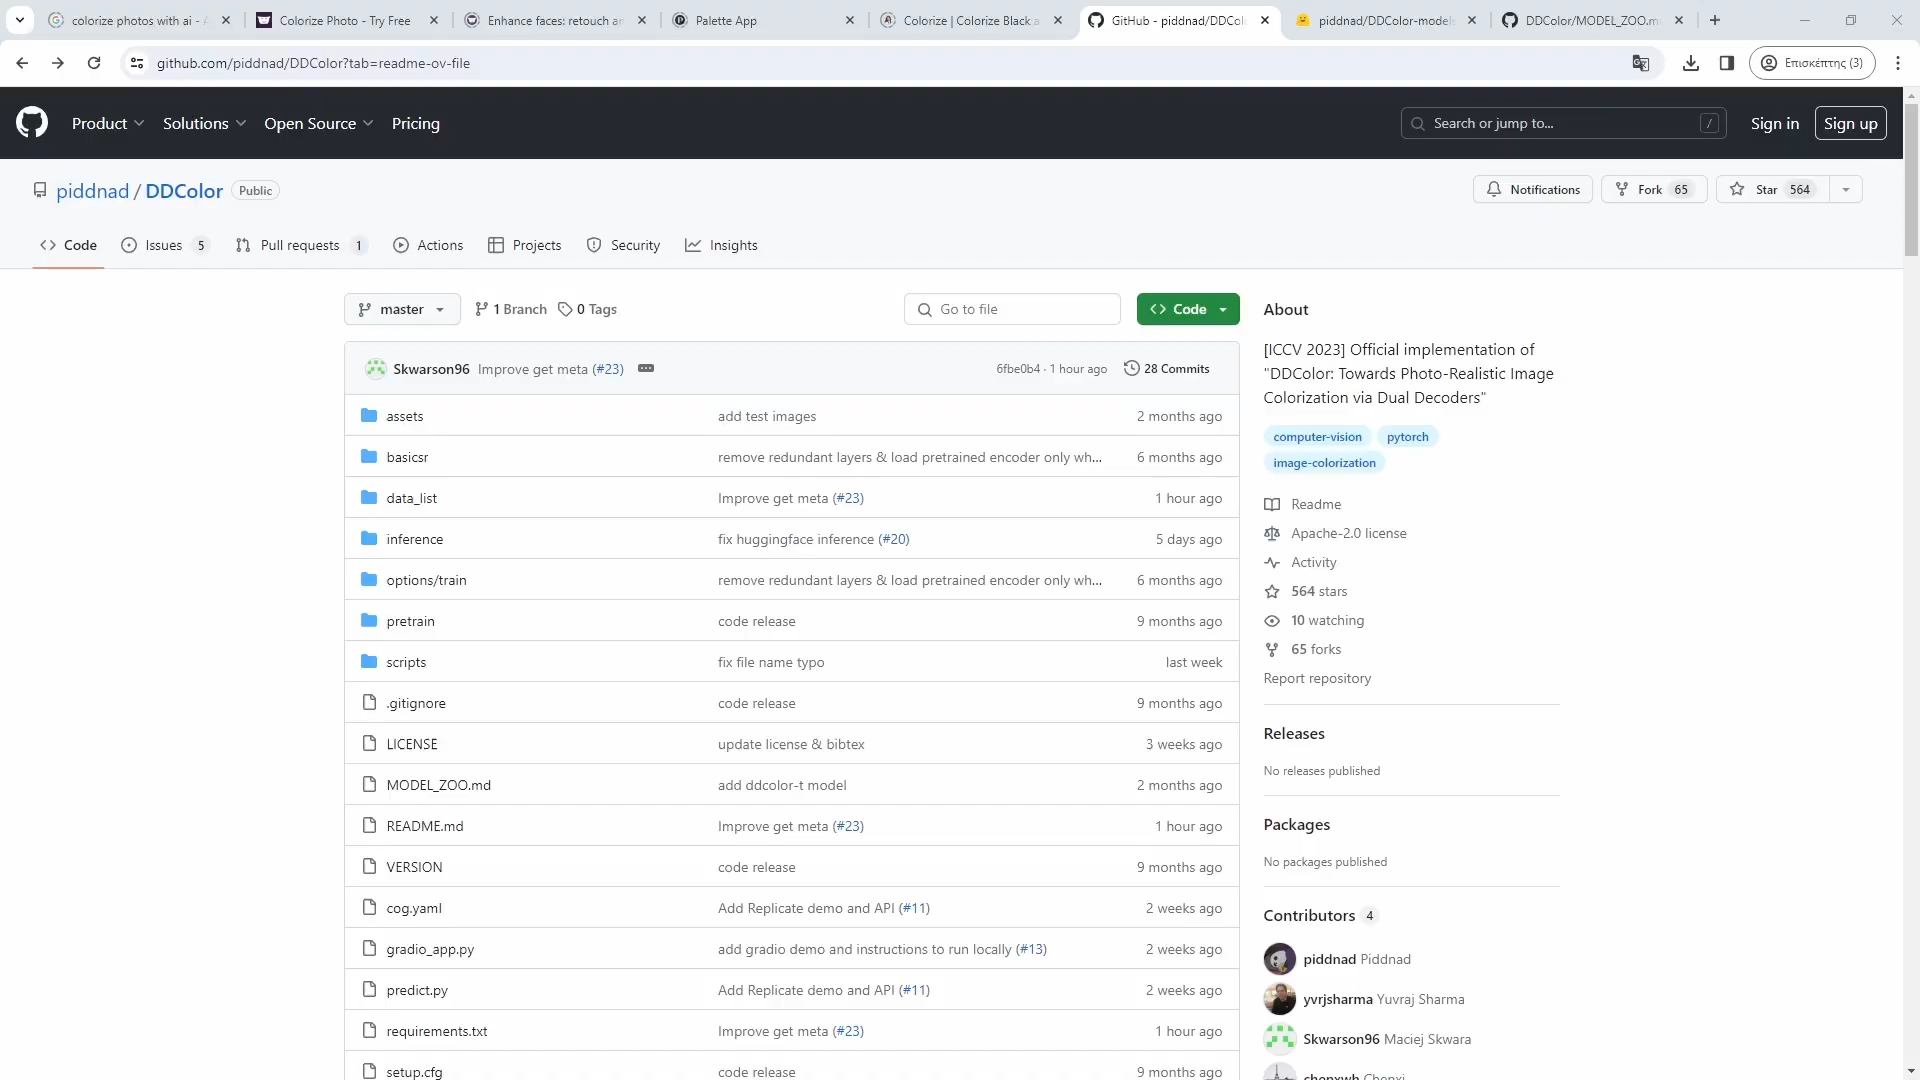 colorize photos with ai -
Colorize Photo - Try Free
Enhance faces: retouch a
Palette App
Colorize | Colorize Black a
GitHub - piddnad/DDCol
piddnad/DDColor-model
DDColor/MODEL_ZOO.m
github.com/piddnad/DDColor?tab=readme-ov-file
Επισκέπτης (3)
Product Solutions Open Source Pricing
Search or jump to... /
Sign in
Sign up
piddnad / DDColor Public
Notifications
Fork 65
Star 564
Code
Issues 5
Pull requests 1
Actions
Projects
Security
Insights
master
1 Branch
0 Tags
Go to file
Code
Skwarson96 Improve get meta (#23) 6fbe0b4 · 1 hour ago 28 Commits
assets add test images 2 months ago
basicsr remove redundant layers & load pretrained encoder only wh... 6 months ago
data_list Improve get meta (#23) 1 hour ago
inference fix huggingface inference (#20) 5 days ago
options/train remove redundant layers & load pretrained encoder only wh... 6 months ago
pretrain code release 9 months ago
scripts fix file name typo last week
.gitignore code release 9 months ago
LICENSE update license & bibtex 3 weeks ago
MODEL_ZOO.md add ddcolor-t model 2 months ago
README.md Improve get meta (#23) 1 hour ago
VERSION code release 9 months ago
cog.yaml Add Replicate demo and API (#11) 2 weeks ago
gradio_app.py add gradio demo and instructions to run locally (#13) 2 weeks ago
predict.py Add Replicate demo and API (#11) 2 weeks ago
requirements.txt Improve get meta (#23) 1 hour ago
setup.cfg code release 9 months ago
About
[ICCV 2023] Official implementation of
"DDColor: Towards Photo-Realistic Image
Colorization via Dual Decoders"
computer-vision pytorch
image-colorization
Readme
Apache-2.0 license
Activity
564 stars
10 watching
65 forks
Report repository
Releases
No releases published
Packages
No packages published
Contributors 4
piddnad Piddnad
yvrjsharma Yuvraj Sharma
Skwarson96 Maciej Skwara
chenxwh Chenxi